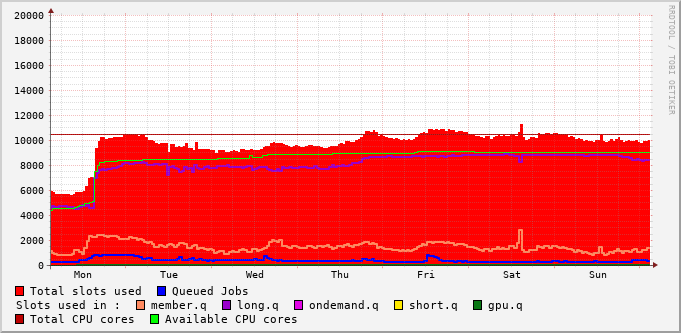 20000
18000
16000
14000
12000
10000
8000
6000
4000
2000
0
Mon Tue Wed Thu Fri Sat Sun
RRDTOOL / TOBI OETIKER
Total slots used Queued Jobs
Slots used in : member.q long.q ondemand.q short.q gpu.q
Total CPU cores Available CPU cores